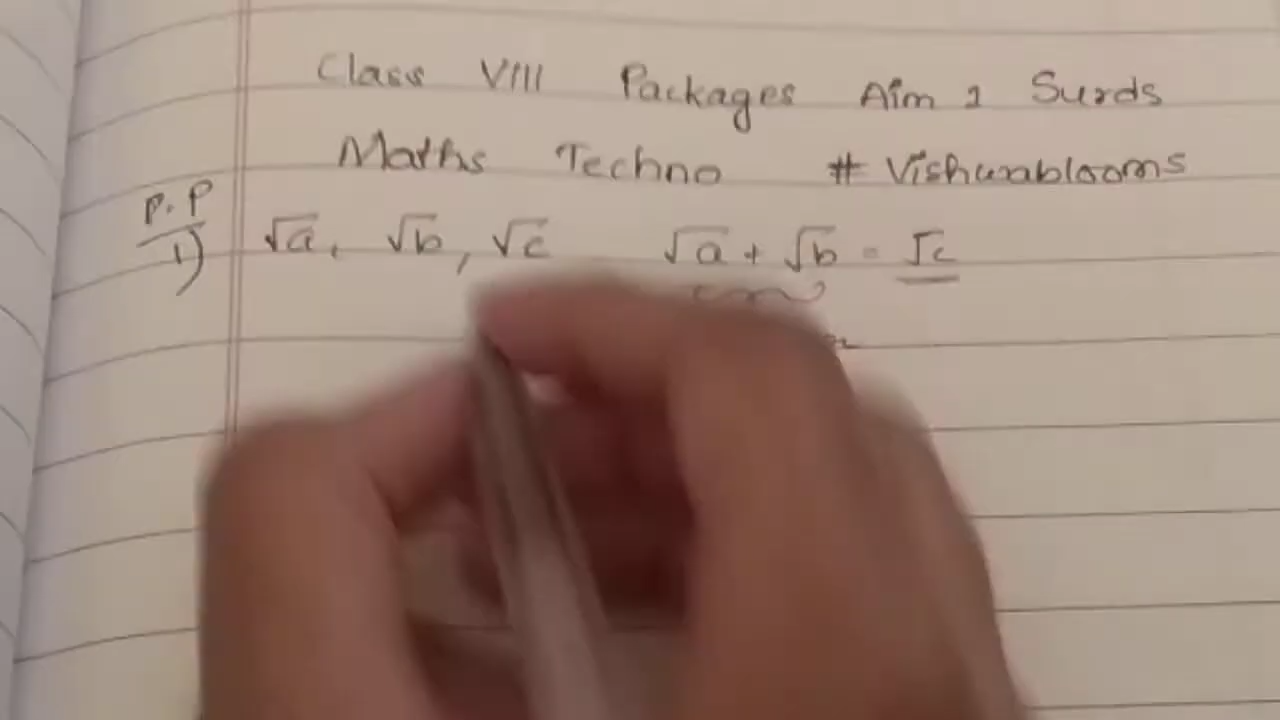 Class VIII Packages Aim 1 Surds
Maths Techno # Vishwablooms
P.P
1) √a, √b, √c √a + √b = √c